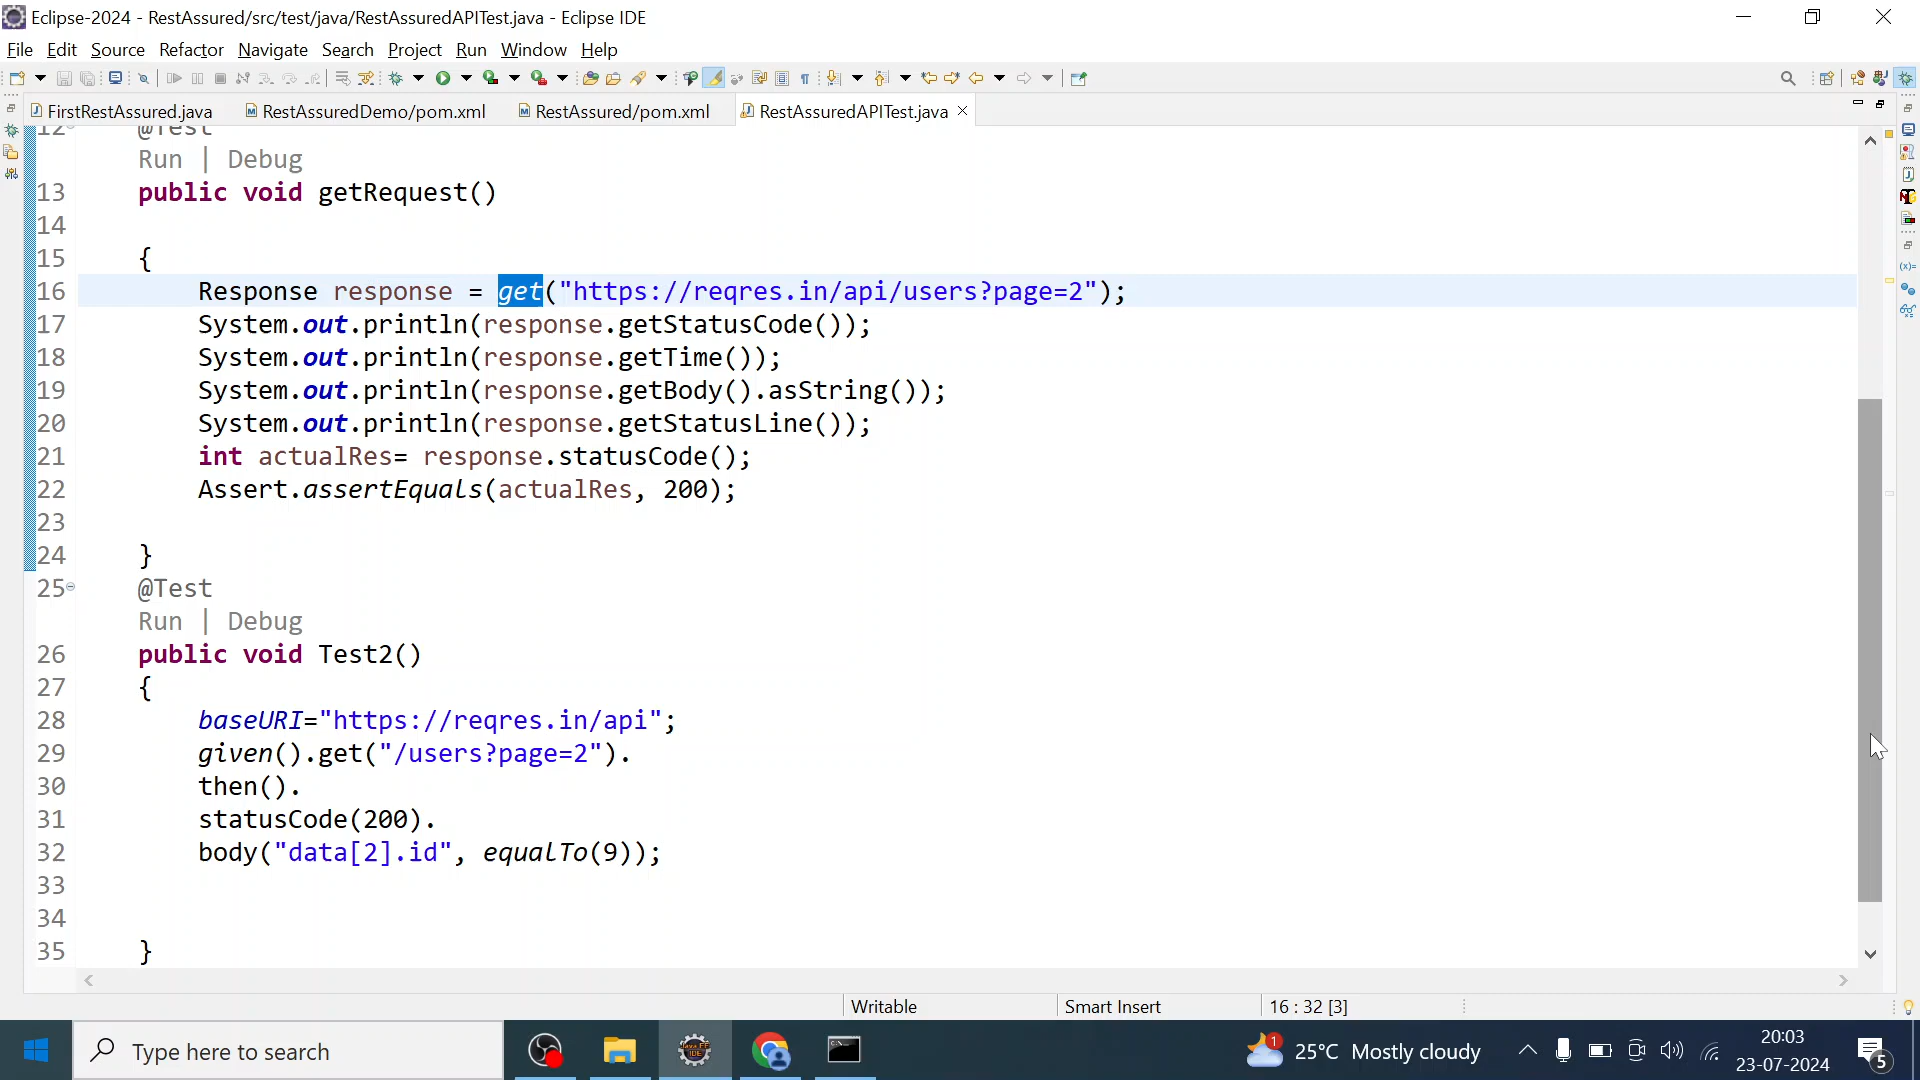 Eclipse-2024 - RestAssured/src/test/java/RestAssuredAPITest.java - Eclipse IDE
File Edit Source Refactor Navigate Search Project Run Window Help
FirstRestAssured.java RestAssuredDemo/pom.xml RestAssured/pom.xml RestAssuredAPITest.java
12 @Test
Run | Debug
13 public void getRequest()
14
15 {
16 Response response = get("https://reqres.in/api/users?page=2");
17 System.out.println(response.getStatusCode());
18 System.out.println(response.getTime());
19 System.out.println(response.getBody().asString());
20 System.out.println(response.getStatusLine());
21 int actualRes= response.statusCode();
22 Assert.assertEquals(actualRes, 200);
23
24 }
25 @Test
Run | Debug
26 public void Test2()
27 {
28 baseURI="https://reqres.in/api";
29 given().get("/users?page=2").
30 then().
31 statusCode(200).
32 body("data[2].id", equalTo(9));
33
34
35 }
Writable Smart Insert 16 : 32 [3]
Type here to search
1 25°C Mostly cloudy
20:03
23-07-2024
5